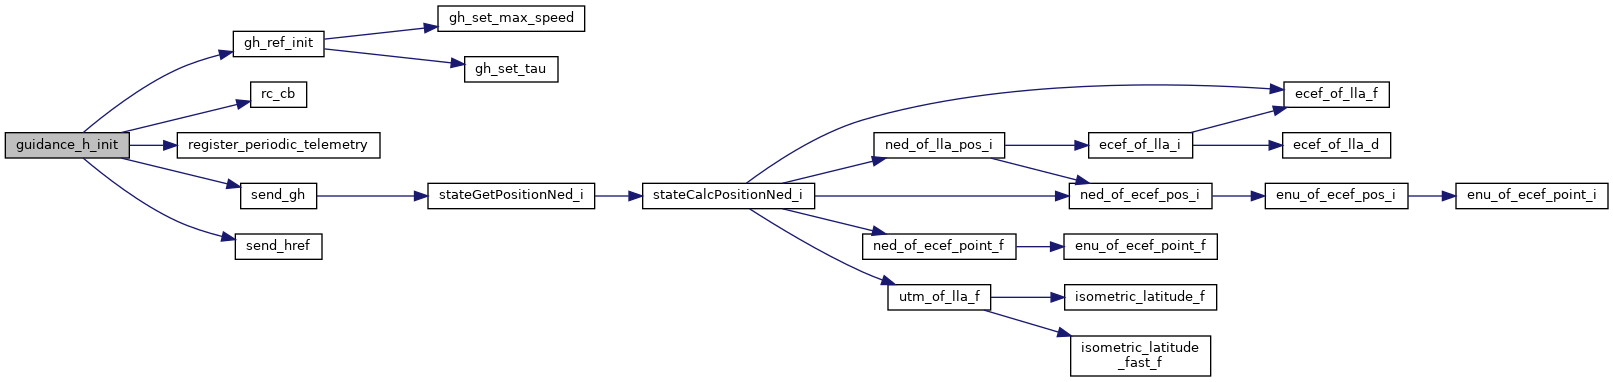 guidance_h_init
gh_ref_init
gh_set_max_speed
gh_set_tau
rc_cb
register_periodic_telemetry
send_gh
stateGetPositionNed_i
stateCalcPositionNed_i
ecef_of_lla_f
ned_of_lla_pos_i
ecef_of_lla_i
ecef_of_lla_d
ned_of_ecef_pos_i
enu_of_ecef_pos_i
enu_of_ecef_point_i
ned_of_ecef_point_f
enu_of_ecef_point_f
utm_of_lla_f
isometric_latitude_f
isometric_latitude
_fast_f
send_href